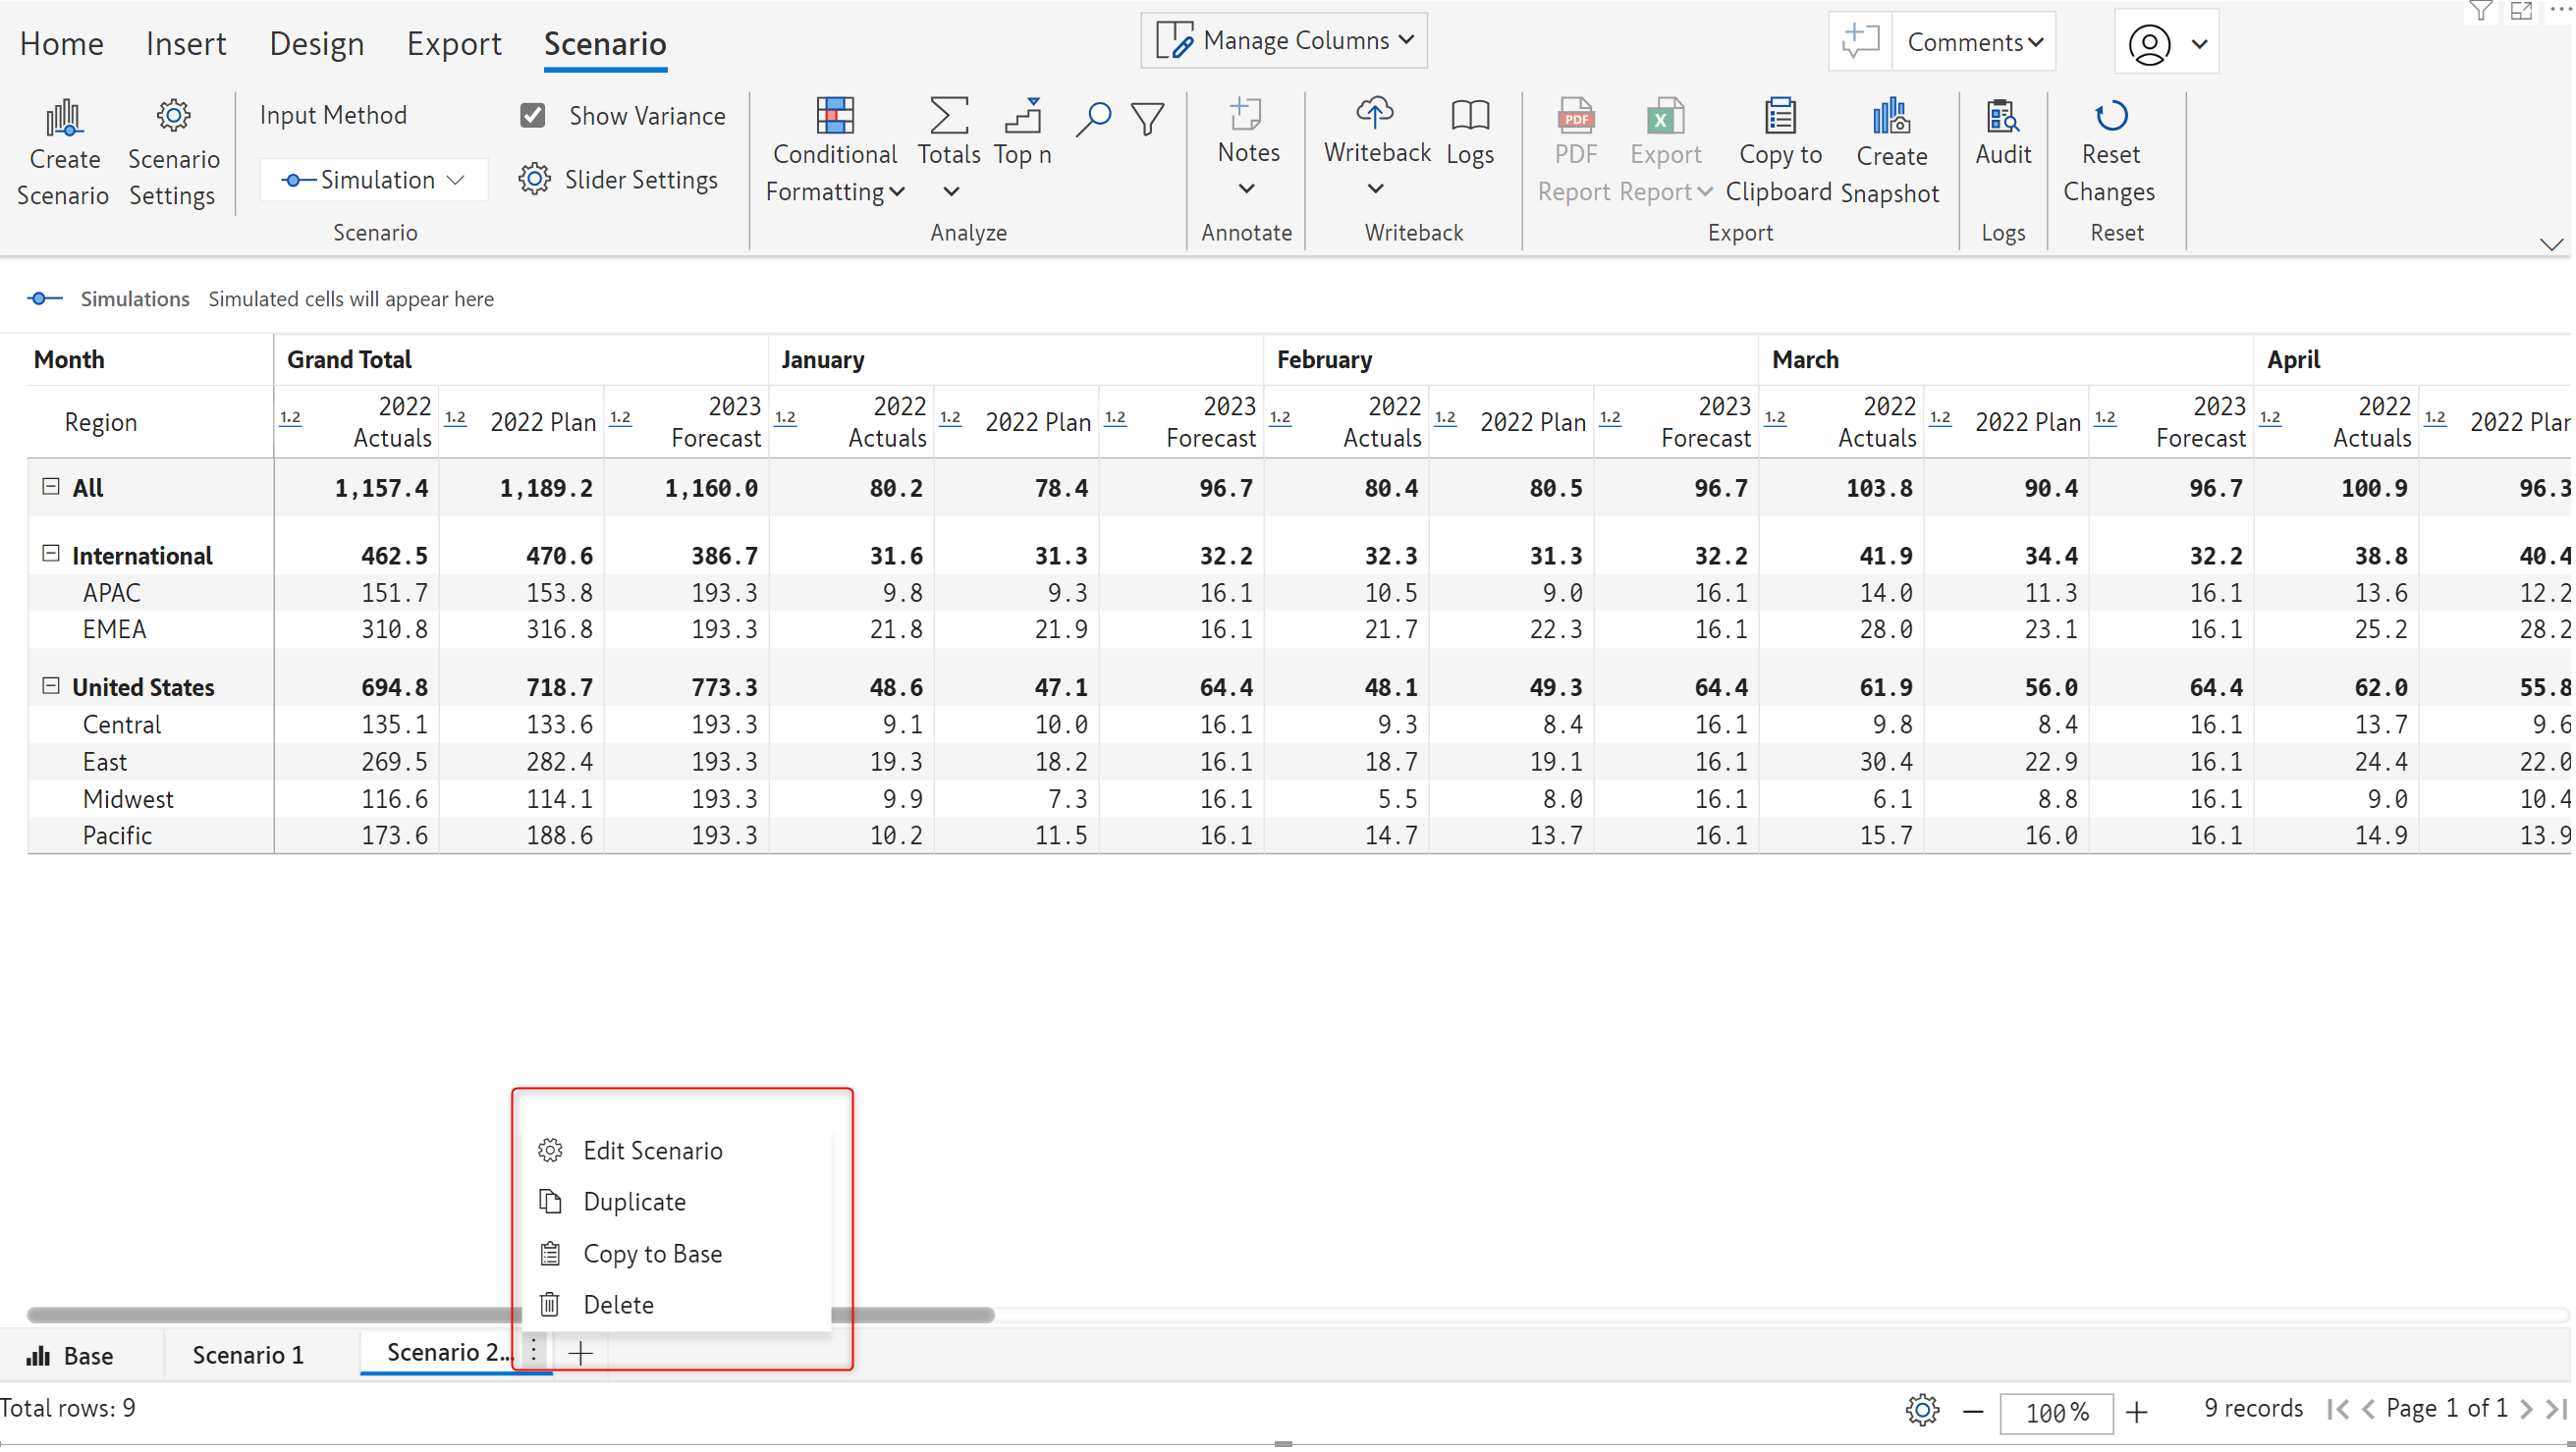 Home Insert Design Export Scenario Manage Columns Comments
Input Method Show Variance
Create Scenario Conditional Totals Top n Notes Writeback Logs PDF Export Copy to Create Audit Reset
Scenario Settings Simulation Slider Settings Formatting Report Report Clipboard Snapshot Changes
Scenario Analyze Annotate Writeback Export Logs Reset
Simulations Simulated cells will appear here
Month Grand Total January February March April
Region 1.2 2022 Actuals 1.2 2022 Plan 1.2 2023 Forecast 1.2 2022 Actuals 1.2 2022 Plan 1.2 2023 Forecast 1.2 2022 Actuals 1.2 2022 Plan 1.2 2023 Forecast 1.2 2022 Actuals 1.2 2022 Plan 1.2 2023 Forecast 1.2 2022 Actuals 1.2 2022 Plan
All 1,157.4 1,189.2 1,160.0 80.2 78.4 96.7 80.4 80.5 96.7 103.8 90.4 96.7 100.9 96.3
International 462.5 470.6 386.7 31.6 31.3 32.2 32.3 31.3 32.2 41.9 34.4 32.2 38.8 40.4
APAC 151.7 153.8 193.3 9.8 9.3 16.1 10.5 9.0 16.1 14.0 11.3 16.1 13.6 12.2
EMEA 310.8 316.8 193.3 21.8 21.9 16.1 21.7 22.3 16.1 28.0 23.1 16.1 25.2 28.2
United States 694.8 718.7 773.3 48.6 47.1 64.4 48.1 49.3 64.4 61.9 56.0 64.4 62.0 55.8
Central 135.1 133.6 193.3 9.1 10.0 16.1 9.3 8.4 16.1 9.8 8.4 16.1 13.7 9.6
East 269.5 282.4 193.3 19.3 18.2 16.1 18.7 19.1 16.1 30.4 22.9 16.1 24.4 22.0
Midwest 116.6 114.1 193.3 9.9 7.3 16.1 5.5 8.0 16.1 6.1 8.8 16.1 9.0 10.4
Pacific 173.6 188.6 193.3 10.2 11.5 16.1 14.7 13.7 16.1 15.7 16.0 16.1 14.9 13.9
Edit Scenario
Duplicate
Copy to Base
Delete
Base Scenario 1 Scenario 2...
Total rows: 9 100% 9 records Page 1 of 1